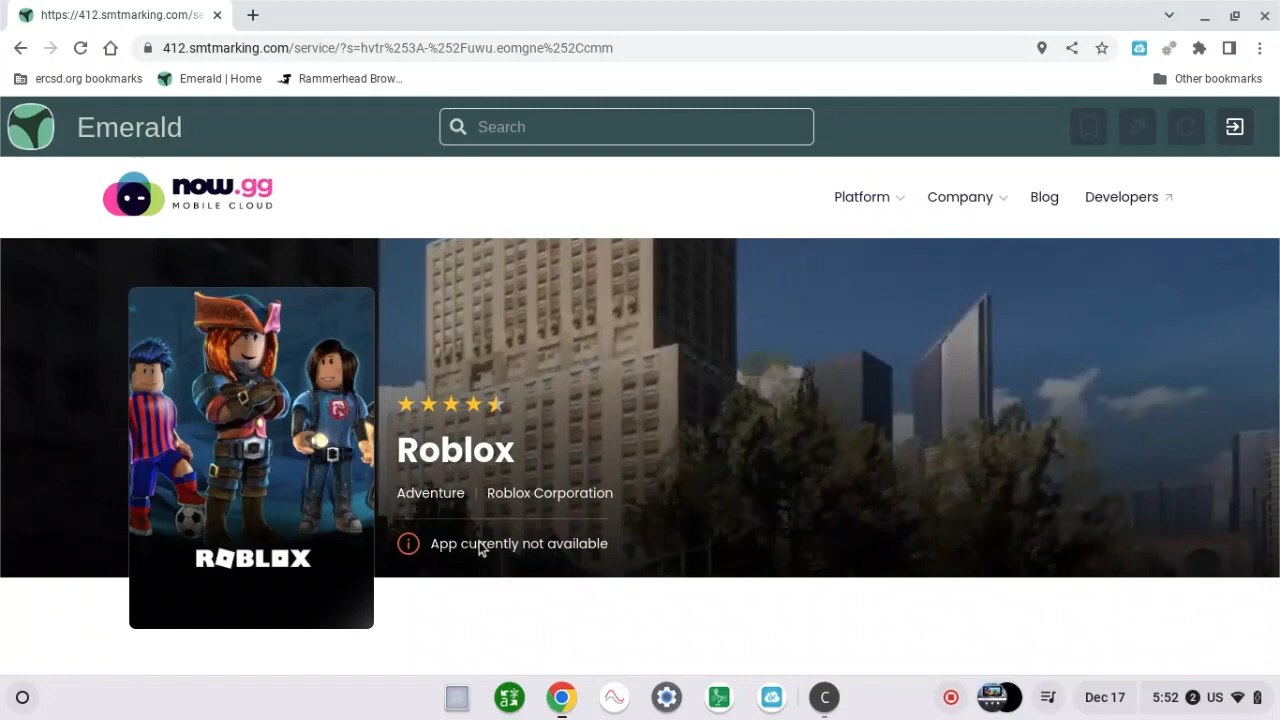 https://412.smtmarking.com/se
412.smtmarking.com/service/?s=hvtr%253A-%252Fuwu.eomgne%252Ccmm
ercsd.org bookmarks Emerald | Home Rammerhead Brow... Other bookmarks
Emerald Search
now.gg
MOBILE CLOUD
Platform Company Blog Developers
Roblox
Adventure | Roblox Corporation
App currently not available
ROBLOX
C Dec 17 5:52 2 US